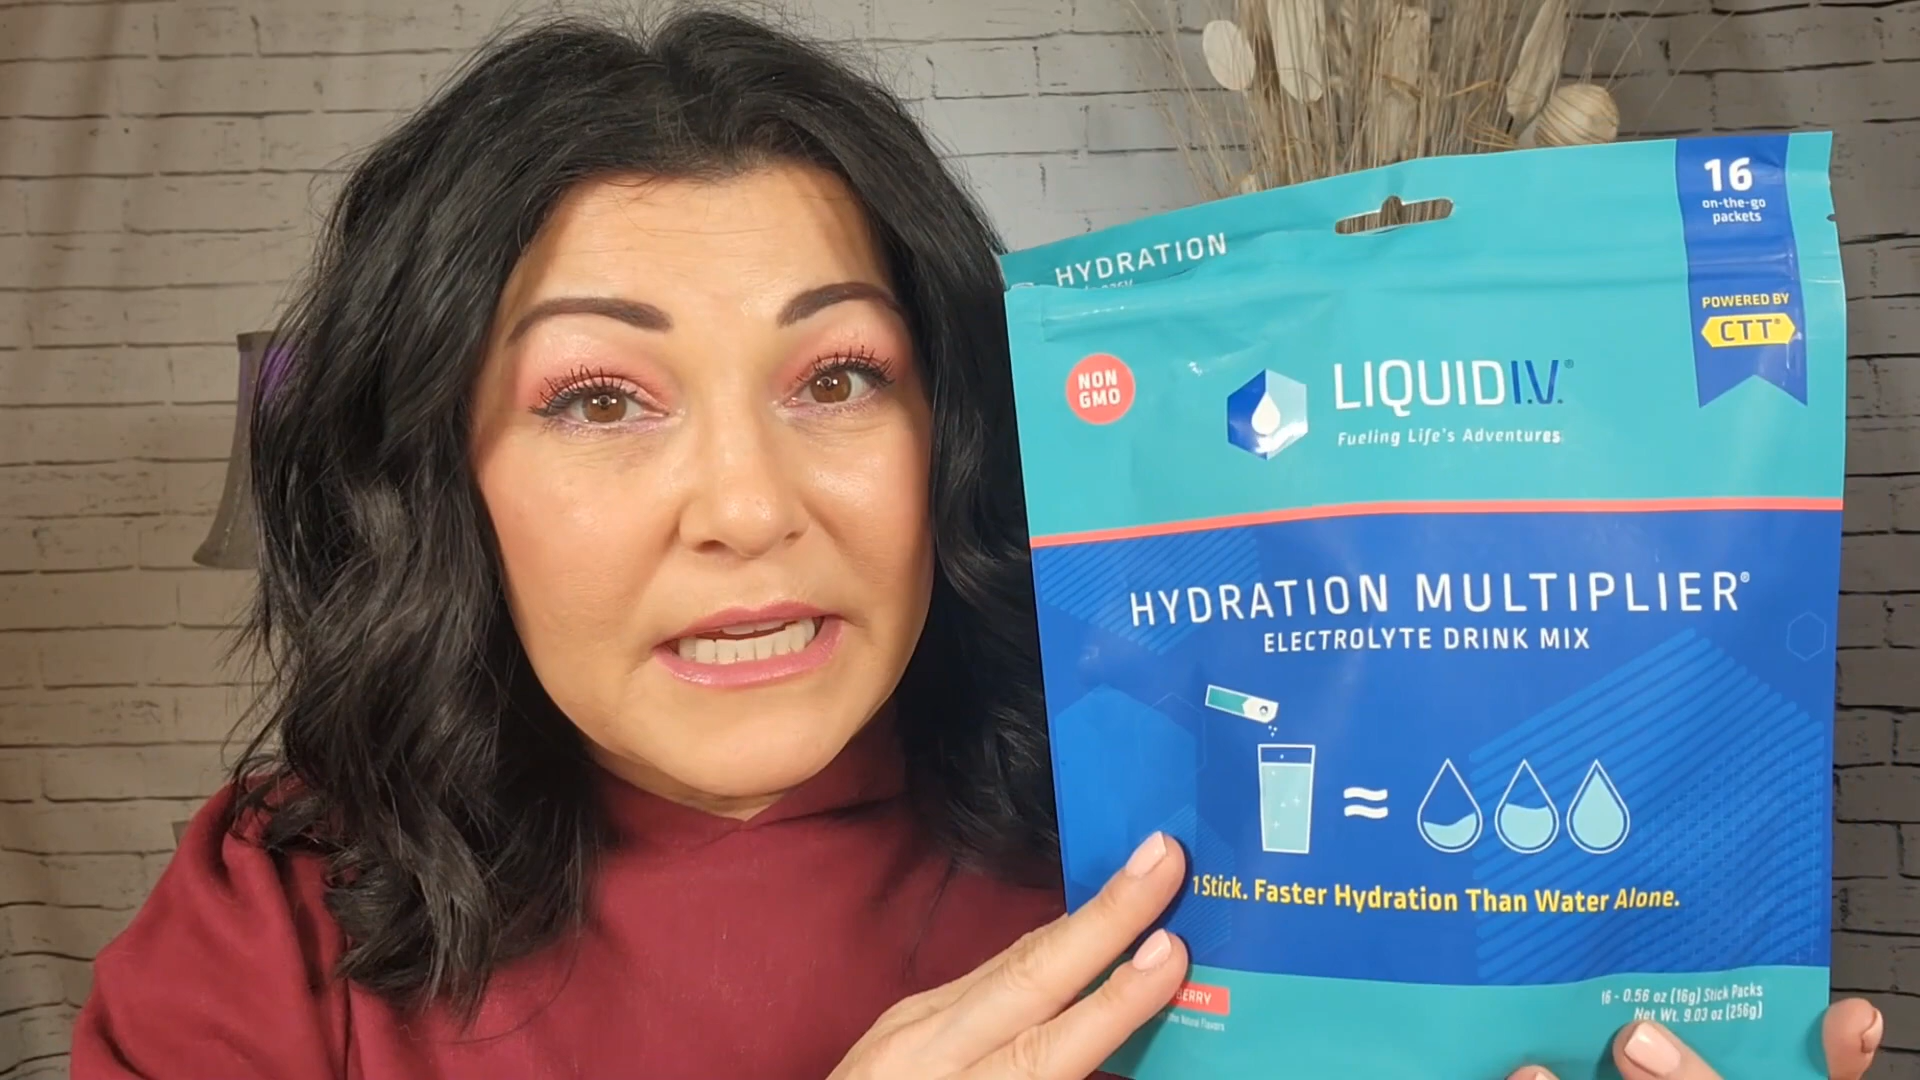 HYDRATION
16
on-the-go
packets
POWERED BY
CTT
NON
GMO
LIQUID I.V.®
Fueling Life's Adventures
HYDRATION MULTIPLIER®
ELECTROLYTE DRINK MIX
1 Stick. Faster Hydration Than Water Alone.
BERRY
Natural Flavors
16 - 0.56 oz (16g) Stick Packs
Net Wt. 9.03 oz (256g)